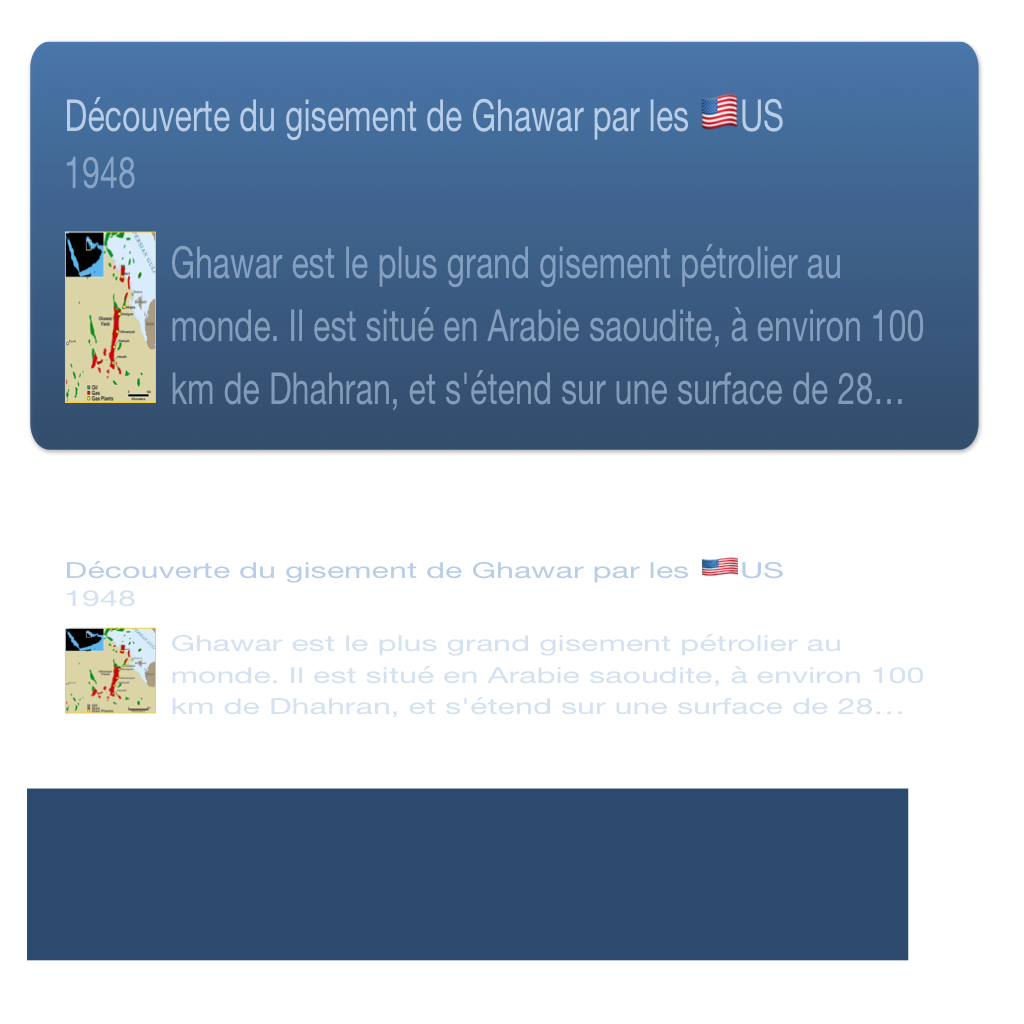 Découverte du gisement de Ghawar par les 🇺🇸US
1948
Ghawar est le plus grand gisement pétrolier au
monde. Il est situé en Arabie saoudite, à environ 100
km de Dhahran, et s'étend sur une surface de 28...
Découverte du gisement de Ghawar par les 🇺🇸US
1948
Ghawar est le plus grand gisement pétrolier au
monde. Il est situé en Arabie saoudite, à environ 100
km de Dhahran, et s'étend sur une surface de 28...